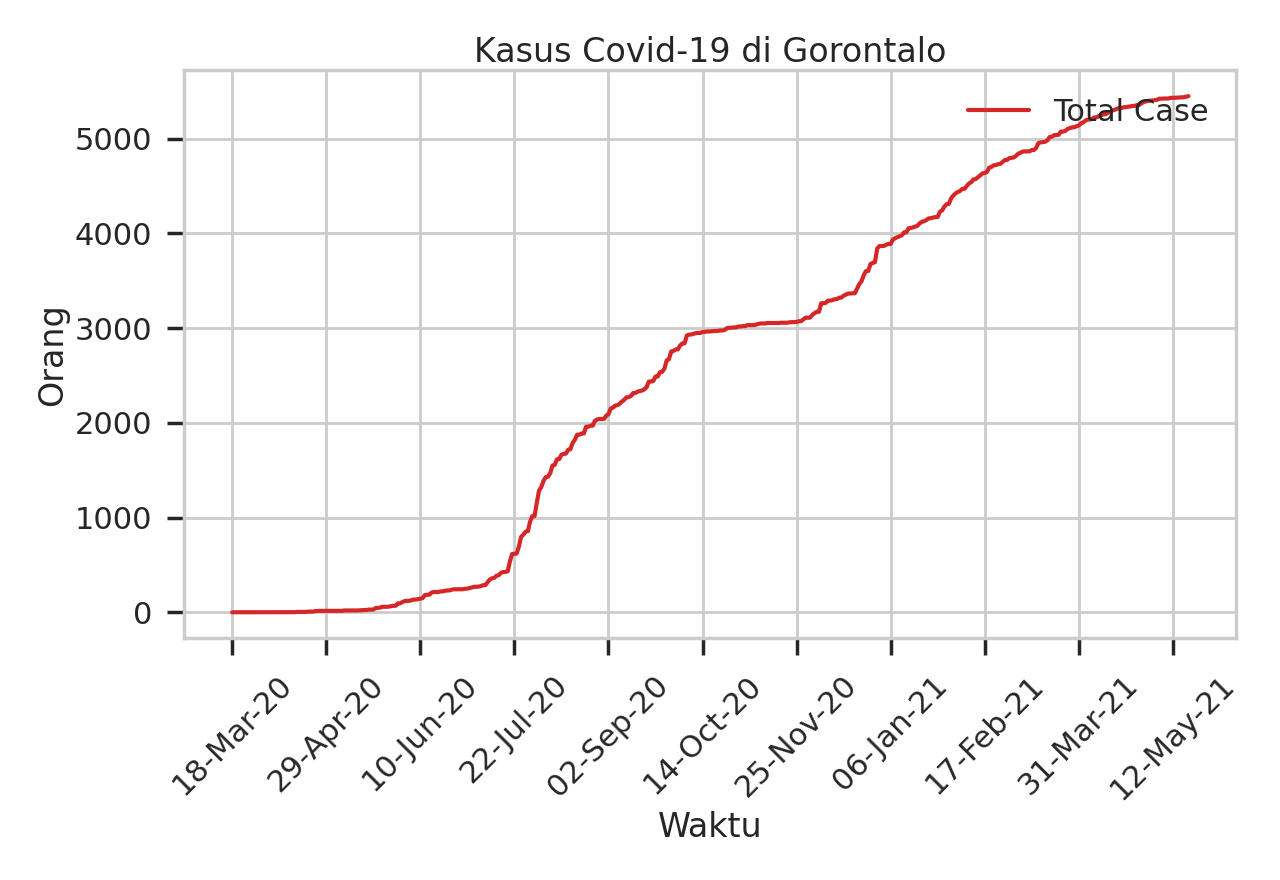 Kasus Covid-19 di Gorontalo
Total Case
5000
4000
3000
2000
1000
0
Orang
18-Mar-20
29-Apr-20
10-Jun-20
22-Jul-20
02-Sep-20
14-Oct-20
25-Nov-20
06-Jan-21
17-Feb-21
31-Mar-21
12-May-21
Waktu